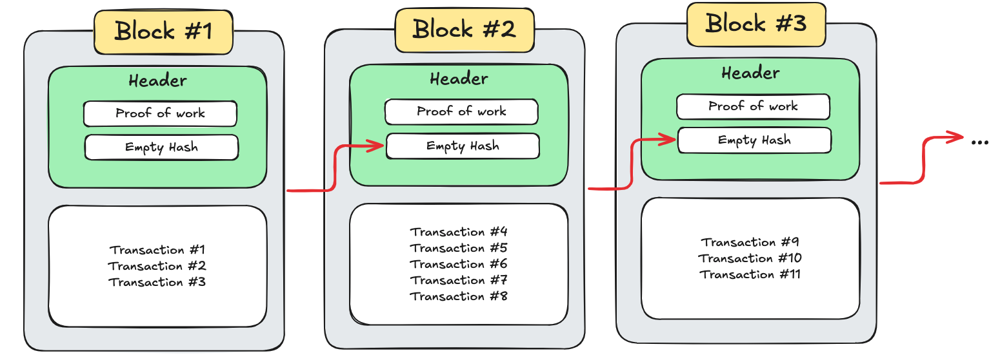 Block #1
Header
Proof of work
Empty Hash
Transaction #1
Transaction #2
Transaction #3
Block #2
Header
Proof of work
Empty Hash
Transaction #4
Transaction #5
Transaction #6
Transaction #7
Transaction #8
Block #3
Header
Proof of work
Empty Hash
Transaction #9
Transaction #10
Transaction #11
...